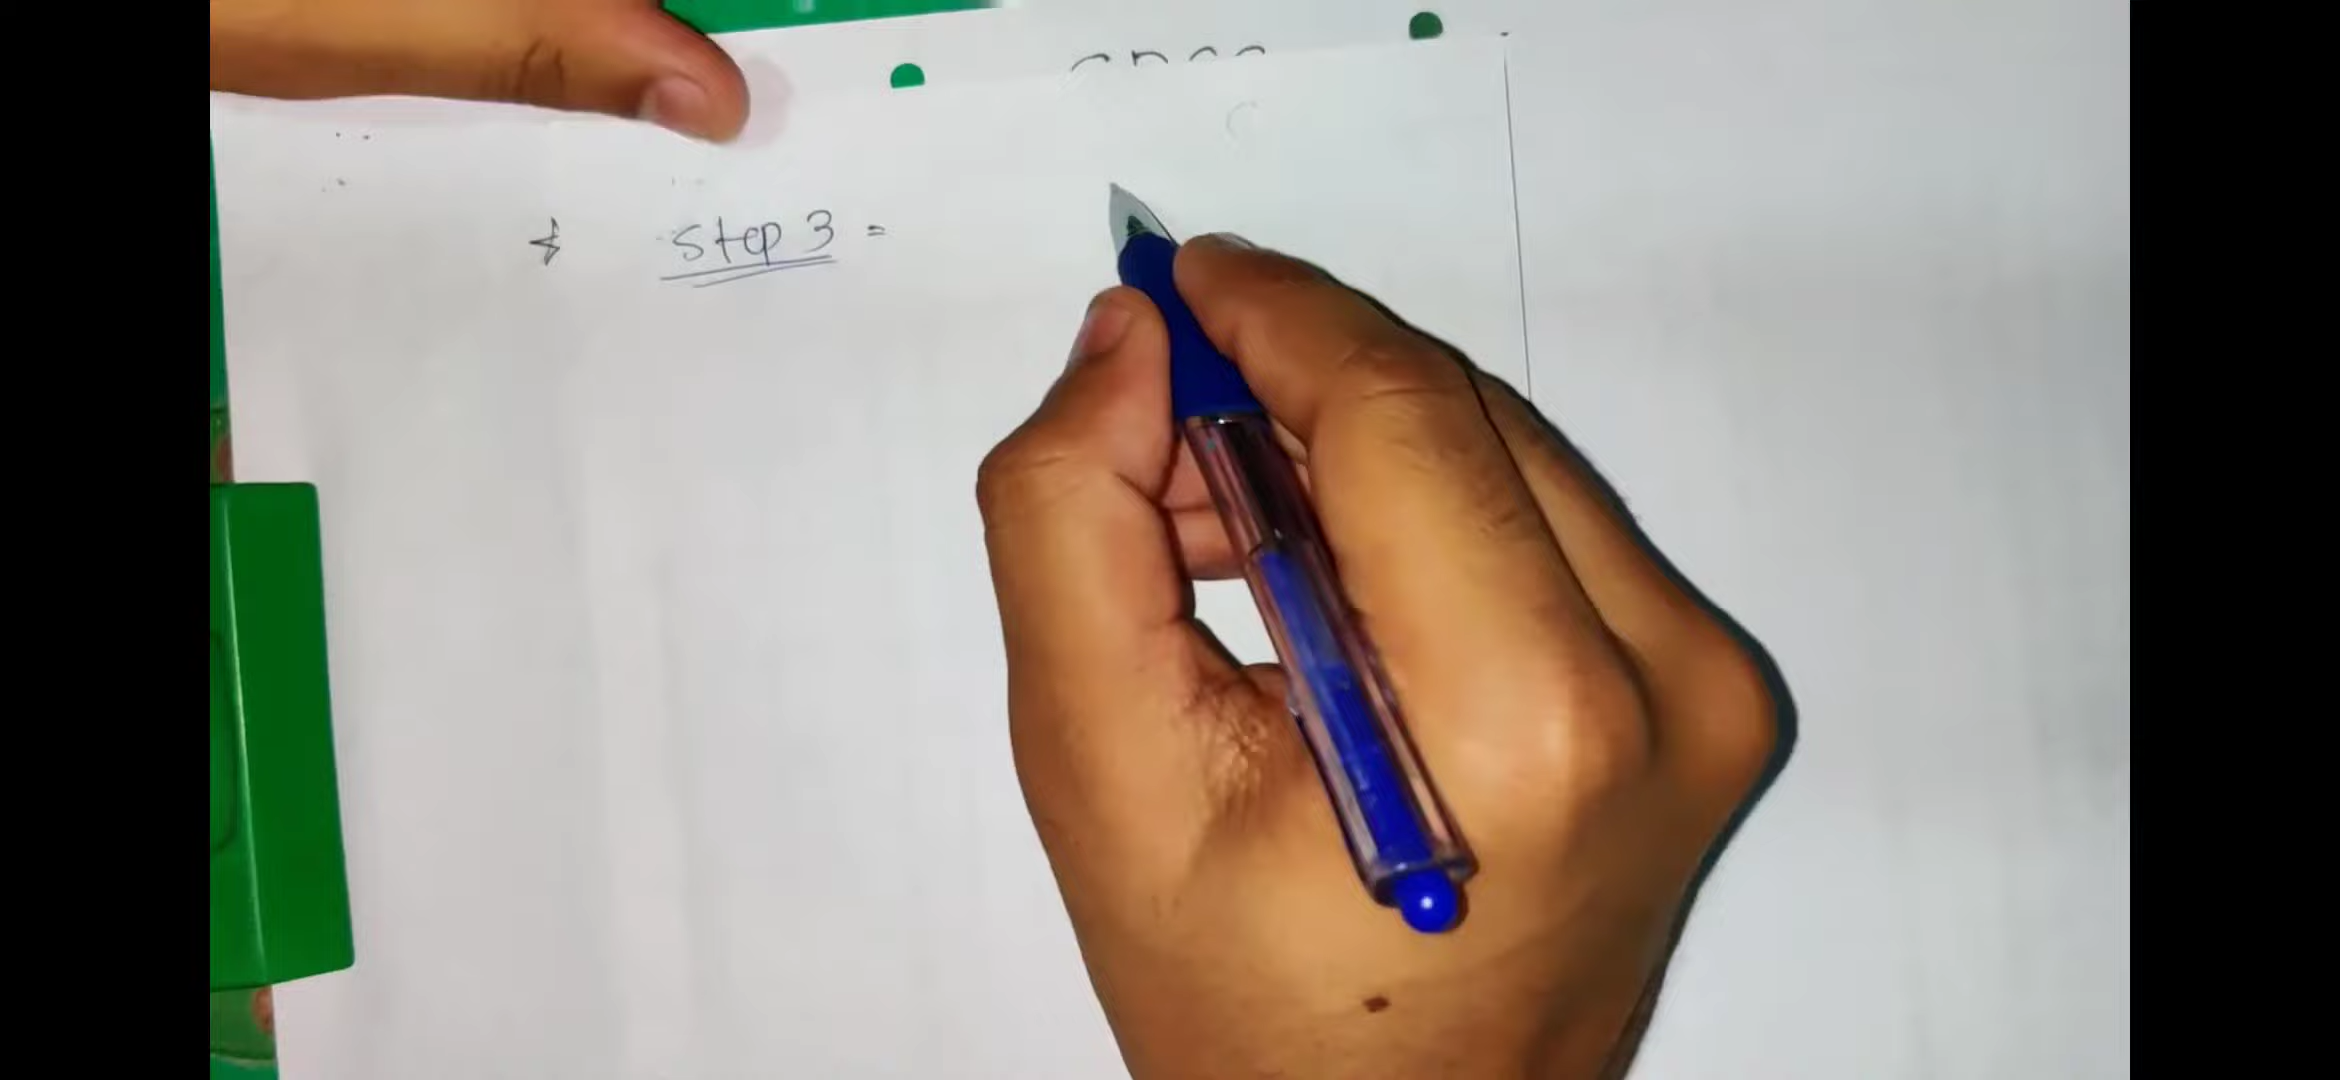 step 3 =